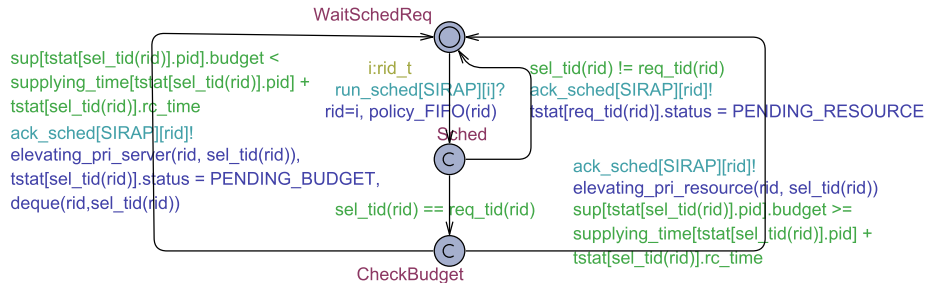 WaitSchedReq
sup[tstat[sel_tid(rid)].pid].budget <
supplying_time[tstat[sel_tid(rid)].pid] +
tstat[sel_tid(rid)].rc_time
ack_sched[SIRAP][rid]!
elevating_pri_server(rid, sel_tid(rid)),
tstat[sel_tid(rid)].status = PENDING_BUDGET,
deque(rid,sel_tid(rid))
i:rid_t
run_sched[SIRAP][i]?
rid=i, policy_FIFO(rid)
sel_tid(rid) != req_tid(rid)
ack_sched[SIRAP][rid]!
tstat[req_tid(rid)].status = PENDING_RESOURCE
Sched
C
sel_tid(rid) == req_tid(rid)
ack_sched[SIRAP][rid]!
elevating_pri_resource(rid, sel_tid(rid))
sup[tstat[sel_tid(rid)].pid].budget >=
supplying_time[tstat[sel_tid(rid)].pid] +
tstat[sel_tid(rid)].rc_time
C
CheckBudget